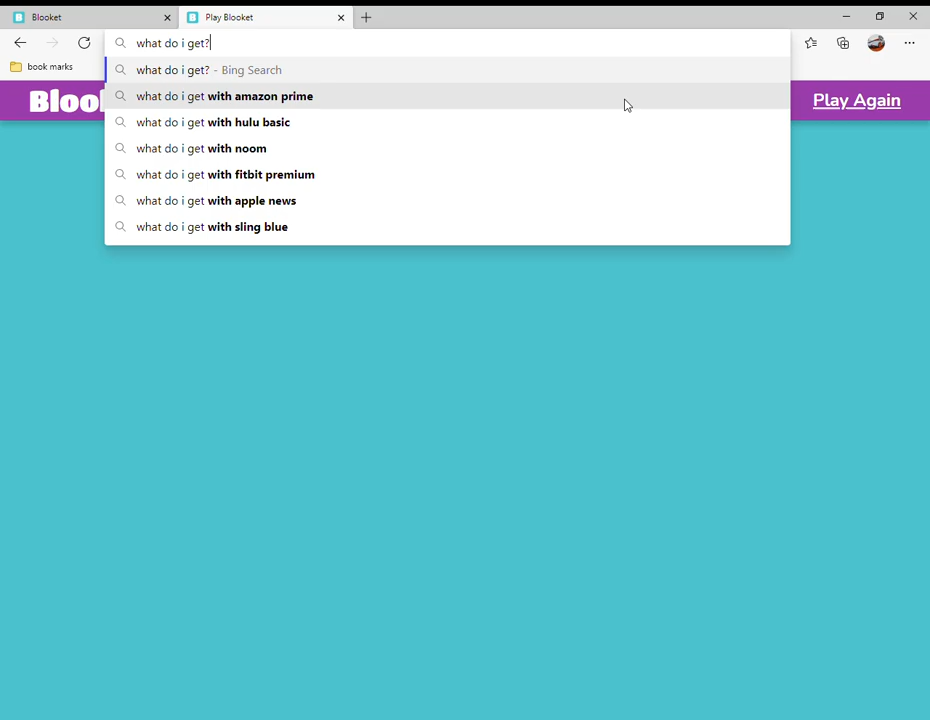 Blooket
Play Blooket
what do i get?
book marks
what do i get? - Bing Search
what do i get with amazon prime
what do i get with hulu basic
what do i get with noom
what do i get with fitbit premium
what do i get with apple news
what do i get with sling blue
Bloo
Play Again